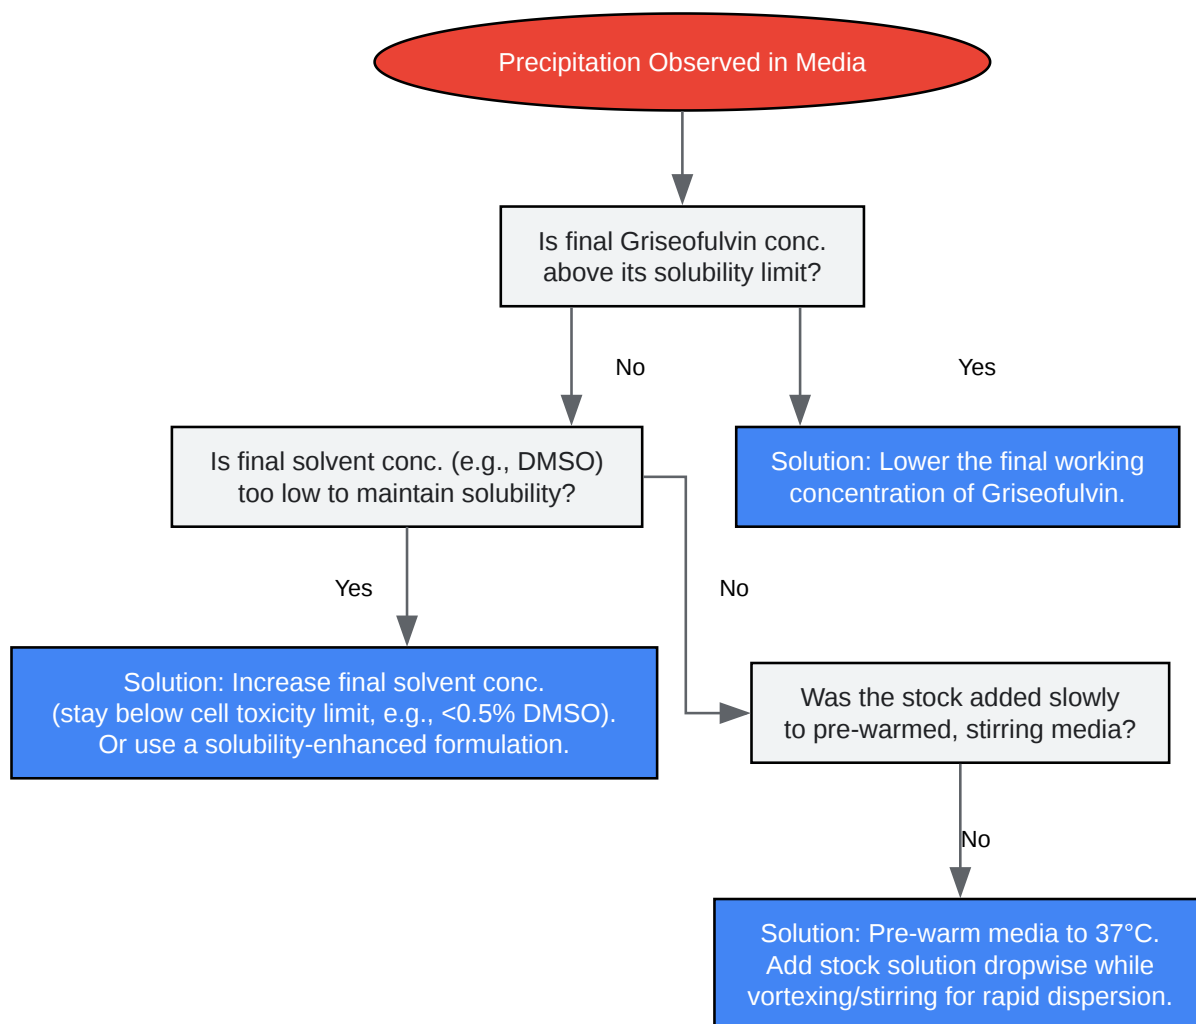 Precipitation Observed in Media
Is final Griseofulvin conc.
above its solubility limit?
No
Yes
Is final solvent conc. (e.g., DMSO)
too low to maintain solubility?
Solution: Lower the final working
concentration of Griseofulvin.
Yes
No
Solution: Increase final solvent conc.
(stay below cell toxicity limit, e.g., <0.5% DMSO).
Or use a solubility-enhanced formulation.
Was the stock added slowly
to pre-warmed, stirring media?
No
Solution: Pre-warm media to 37°C.
Add stock solution dropwise while
vortexing/stirring for rapid dispersion.